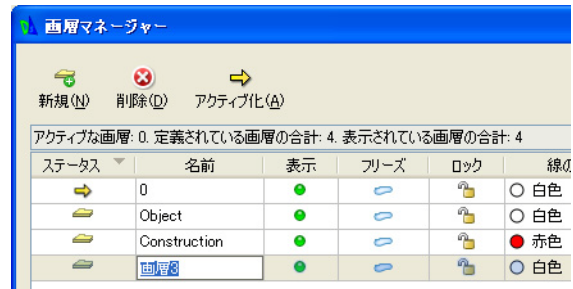 画層マネージャー
新規(N) 削除(D) アクティブ化(A)
アクティブな画層: 0. 定義されている画層の合計: 4. 表示されている画層の合計: 4
ステータス 名前 表示 フリーズ ロック 線の
0 白色
Object 白色
Construction 赤色
画層3 白色